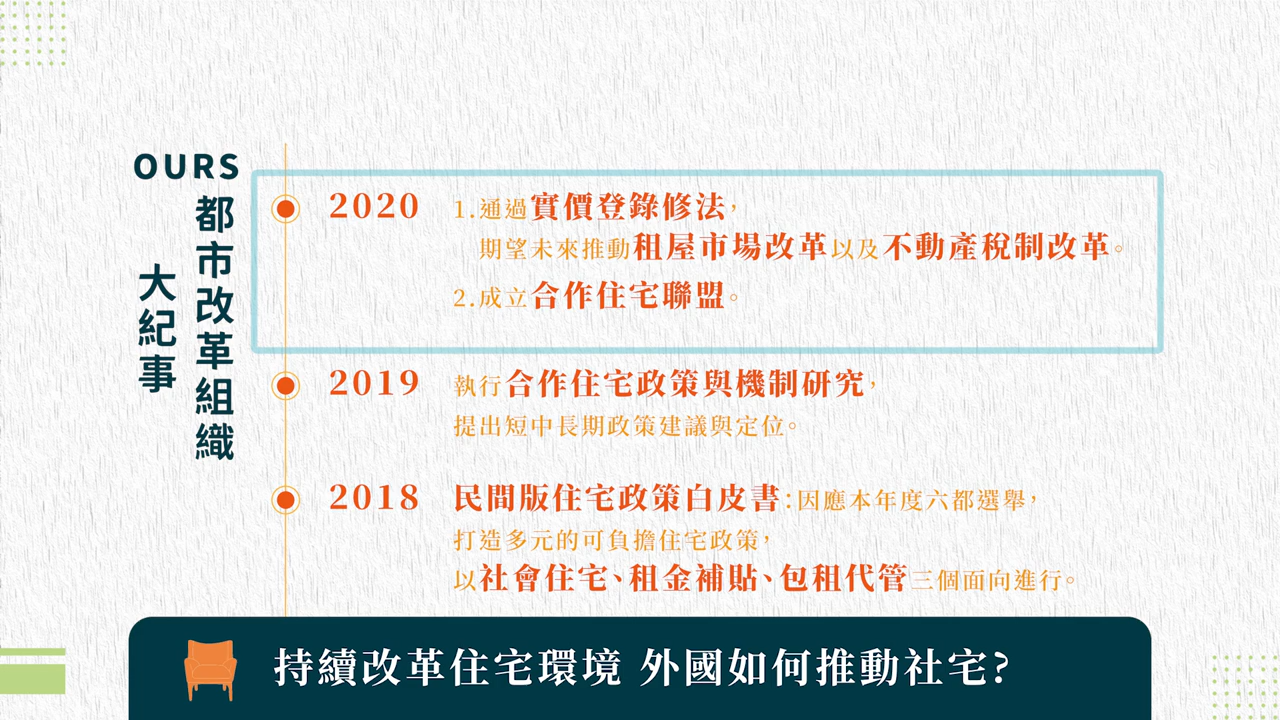 OURS
都市改革組織
大紀事
2020
1.通過實價登錄修法，
期望未來推動租屋市場改革以及不動產稅制改革。
2.成立合作住宅聯盟。
2019
執行合作住宅政策與機制研究，
提出短中長期政策建議與定位。
2018
民間版住宅政策白皮書：因應本年度六都選舉，
打造多元的可負擔住宅政策，
以社會住宅、租金補貼、包租代管三個面向進行。
持續改革住宅環境 外國如何推動社宅？